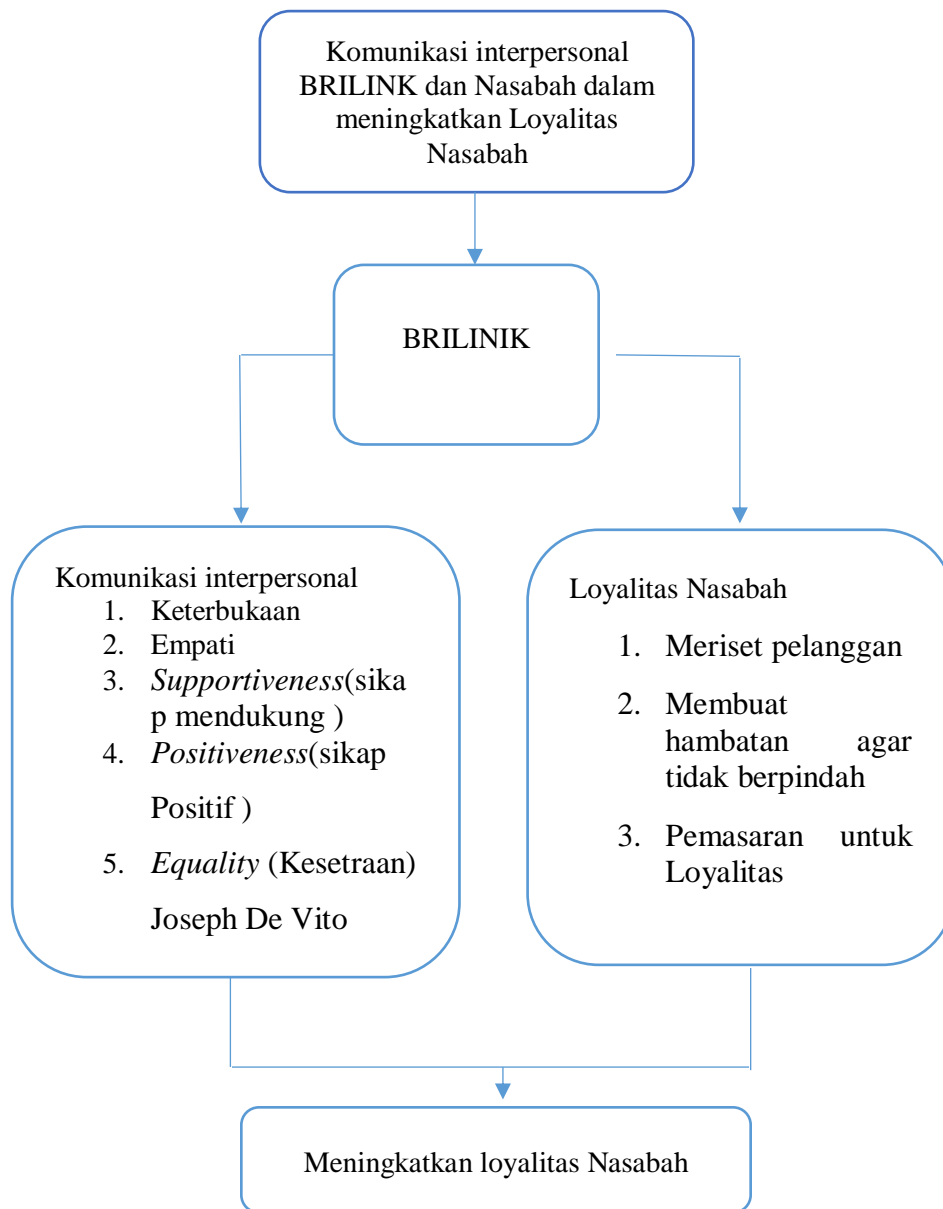 Komunikasi interpersonal
BRILINK dan Nasabah dalam
meningkatkan Loyalitas
Nasabah
BRILINIK
Komunikasi interpersonal
1. Keterbukaan
2. Empati
3. Supportiveness(sika
p mendukung )
4. Positiveness(sikap
Positif )
5. Equality (Kesetraan)
Joseph De Vito
Loyalitas Nasabah
1. Meriset pelanggan
2. Membuat
hambatan agar
tidak berpindah
3. Pemasaran untuk
Loyalitas
Meningkatkan loyalitas Nasabah